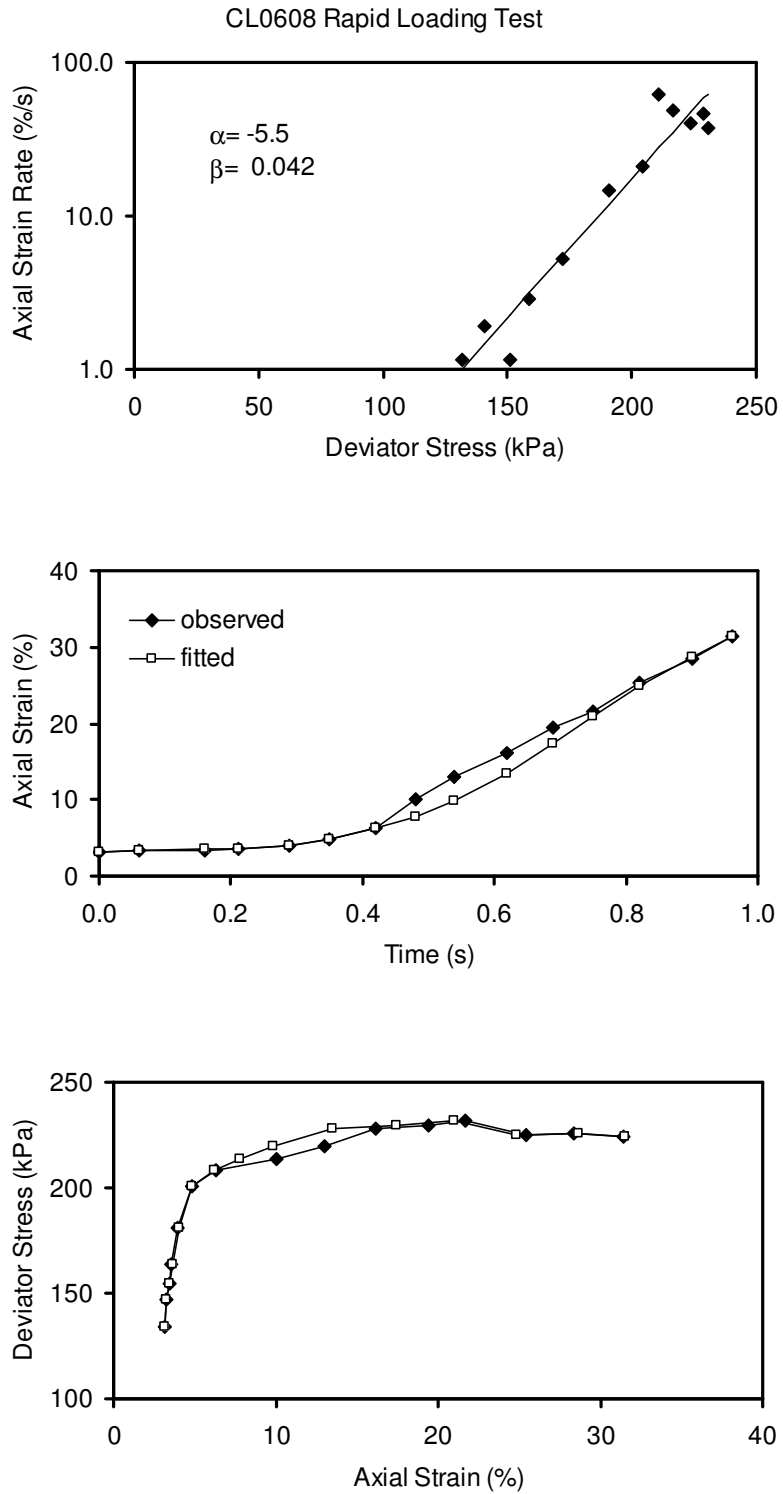 CL0608 Rapid Loading Test
Axial Strain Rate (%/s)
100.0
10.0
1.0
α= -5.5
β= 0.042
0 50 100 150 200 250
Deviator Stress (kPa)
Axial Strain (%)
40
30
20
10
0
observed
fitted
0.0 0.2 0.4 0.6 0.8 1.0
Time (s)
Deviator Stress (kPa)
250
200
150
100
0 10 20 30 40
Axial Strain (%)